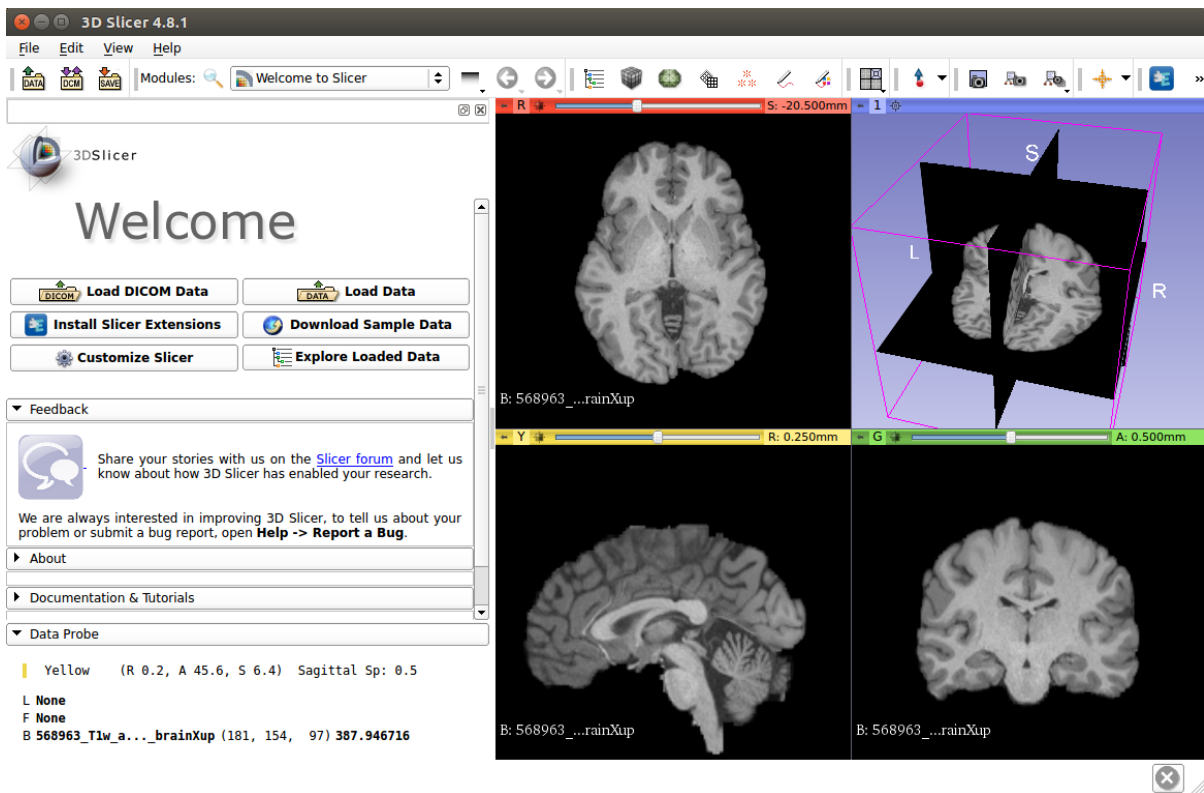 3D Slicer 4.8.1
File Edit View Help
DATA DCM SAVE Modules: Welcome to Slicer »
R S: -20.500mm 1
3DSlicer
Welcome
S
L
R
DICOM Load DICOM Data DATA Load Data
Install Slicer Extensions Download Sample Data
Customize Slicer Explore Loaded Data
B: 568963_...rainXup
Feedback
Y R: 0.250mm G A: 0.500mm
Share your stories with us on the Slicer forum and let us
know about how 3D Slicer has enabled your research.
We are always interested in improving 3D Slicer, to tell us about your
problem or submit a bug report, open Help -> Report a Bug.
About
Documentation & Tutorials
Data Probe
Yellow (R 0.2, A 45.6, S 6.4) Sagittal Sp: 0.5
L None
F None
B 568963_T1w_a..._brainXup (181, 154, 97) 387.946716
B: 568963_...rainXup B: 568963_...rainXup